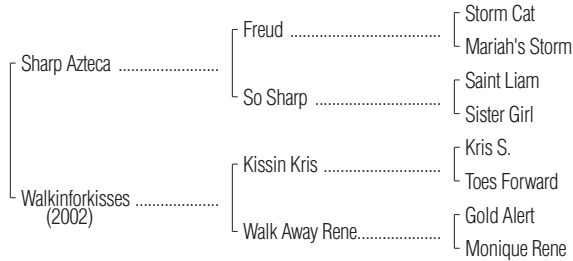 Storm Cat
Freud ..............................
Mariah's Storm
Sharp Azteca ....................
Saint Liam
So Sharp .........................
Sister Girl
Kris S.
Kissin Kris .......................
Toes Forward
Walkinforkisses .................
(2002)
Gold Alert
Walk Away Rene.................
Monique Rene